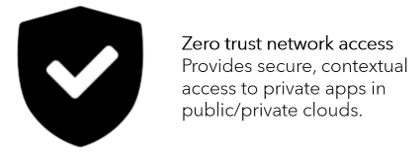 Zero trust network access
Provides secure, contextual
access to private apps in
public/private clouds.